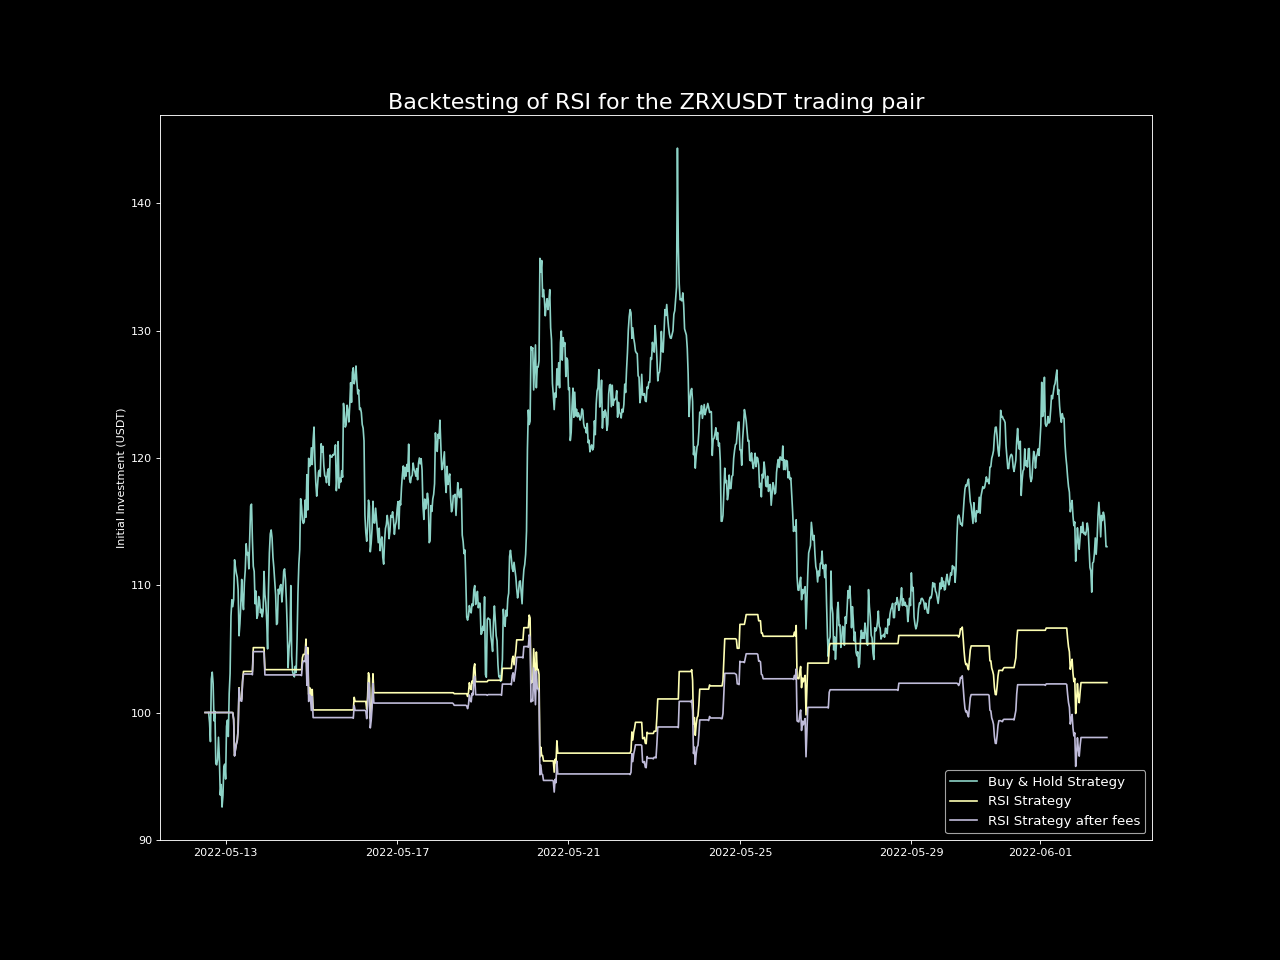 Backtesting of RSI for the ZRXUSDT trading pair
Initial Investment (USDT)
140
130
120
110
100
90
2022-05-13
2022-05-17
2022-05-21
2022-05-25
2022-05-29
2022-06-01
Buy & Hold Strategy
RSI Strategy
RSI Strategy after fees